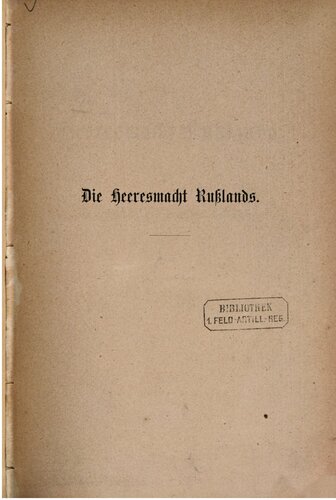 Die Heeresmacht Rußlands.
BIBLIOTHEK
1. FELD-ARTILL.-REG.